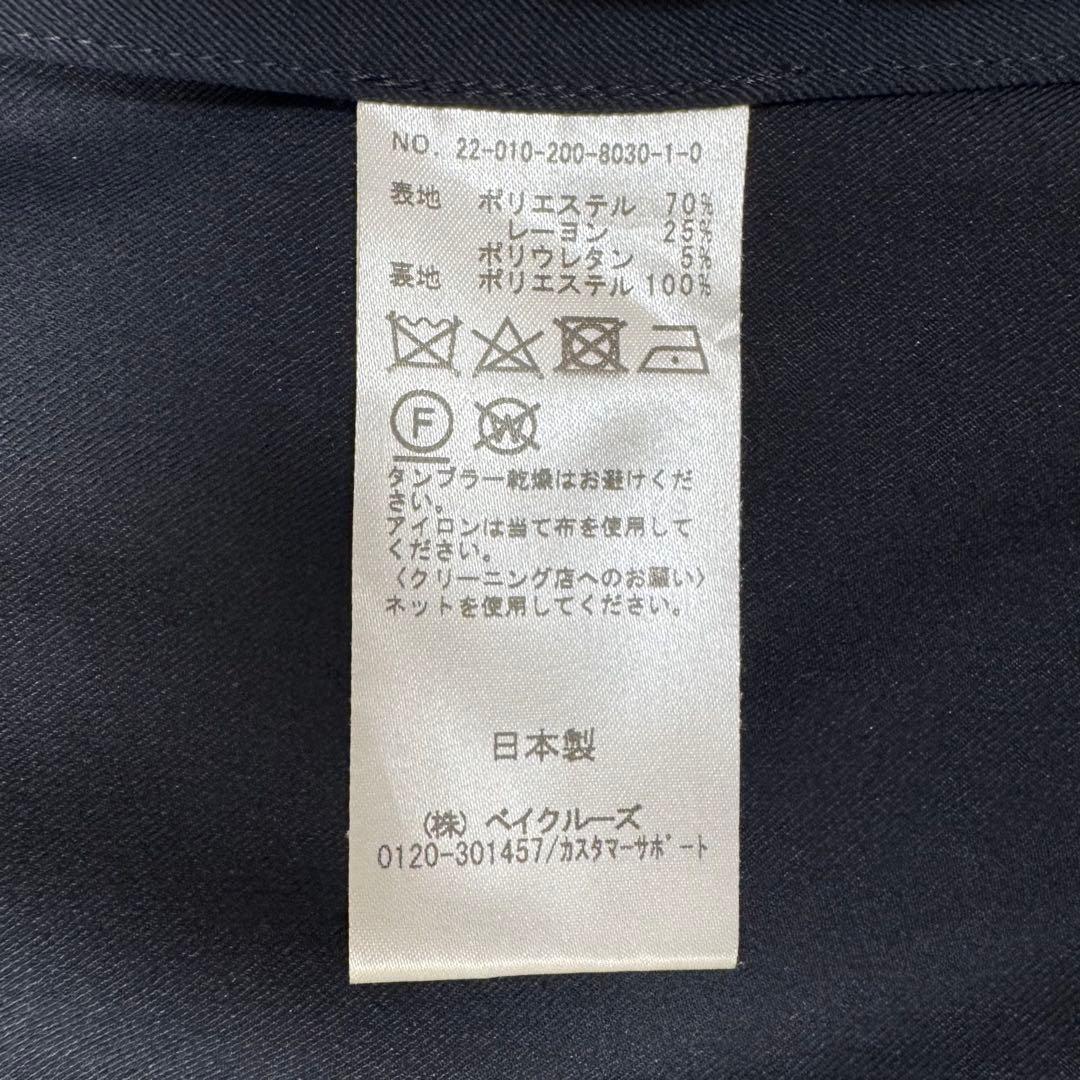 NO. 22-010-200-8030-1-0
表地 ポリエステル 70%
レーヨン 25%
ポリウレタン 5%
裏地 ポリエステル 100%
F W
タンブラー乾燥はお避けくだ
さい。
アイロンは当て布を使用して
ください。
〈クリーニング店へのお願い〉
ネットを使用してください。
日本製
(株) ベイクルーズ
0120-301457/カスタマーサポート